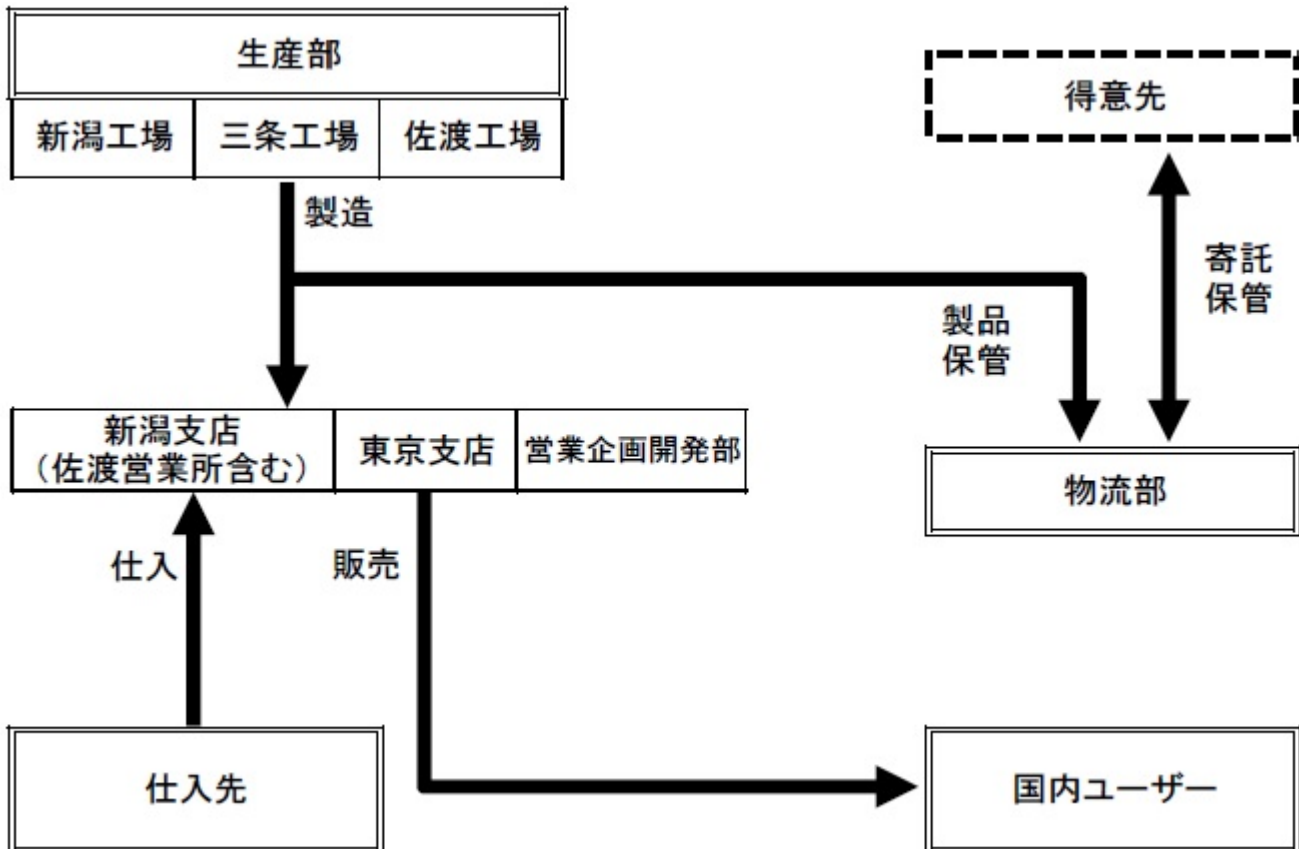 生産部
得意先
新潟工場
三条工場
佐渡工場
製造
寄託
保管
製品
保管
新潟支店
（佐渡営業所含む）
東京支店
営業企画開発部
物流部
仕入
販売
仕入先
国内ユーザー